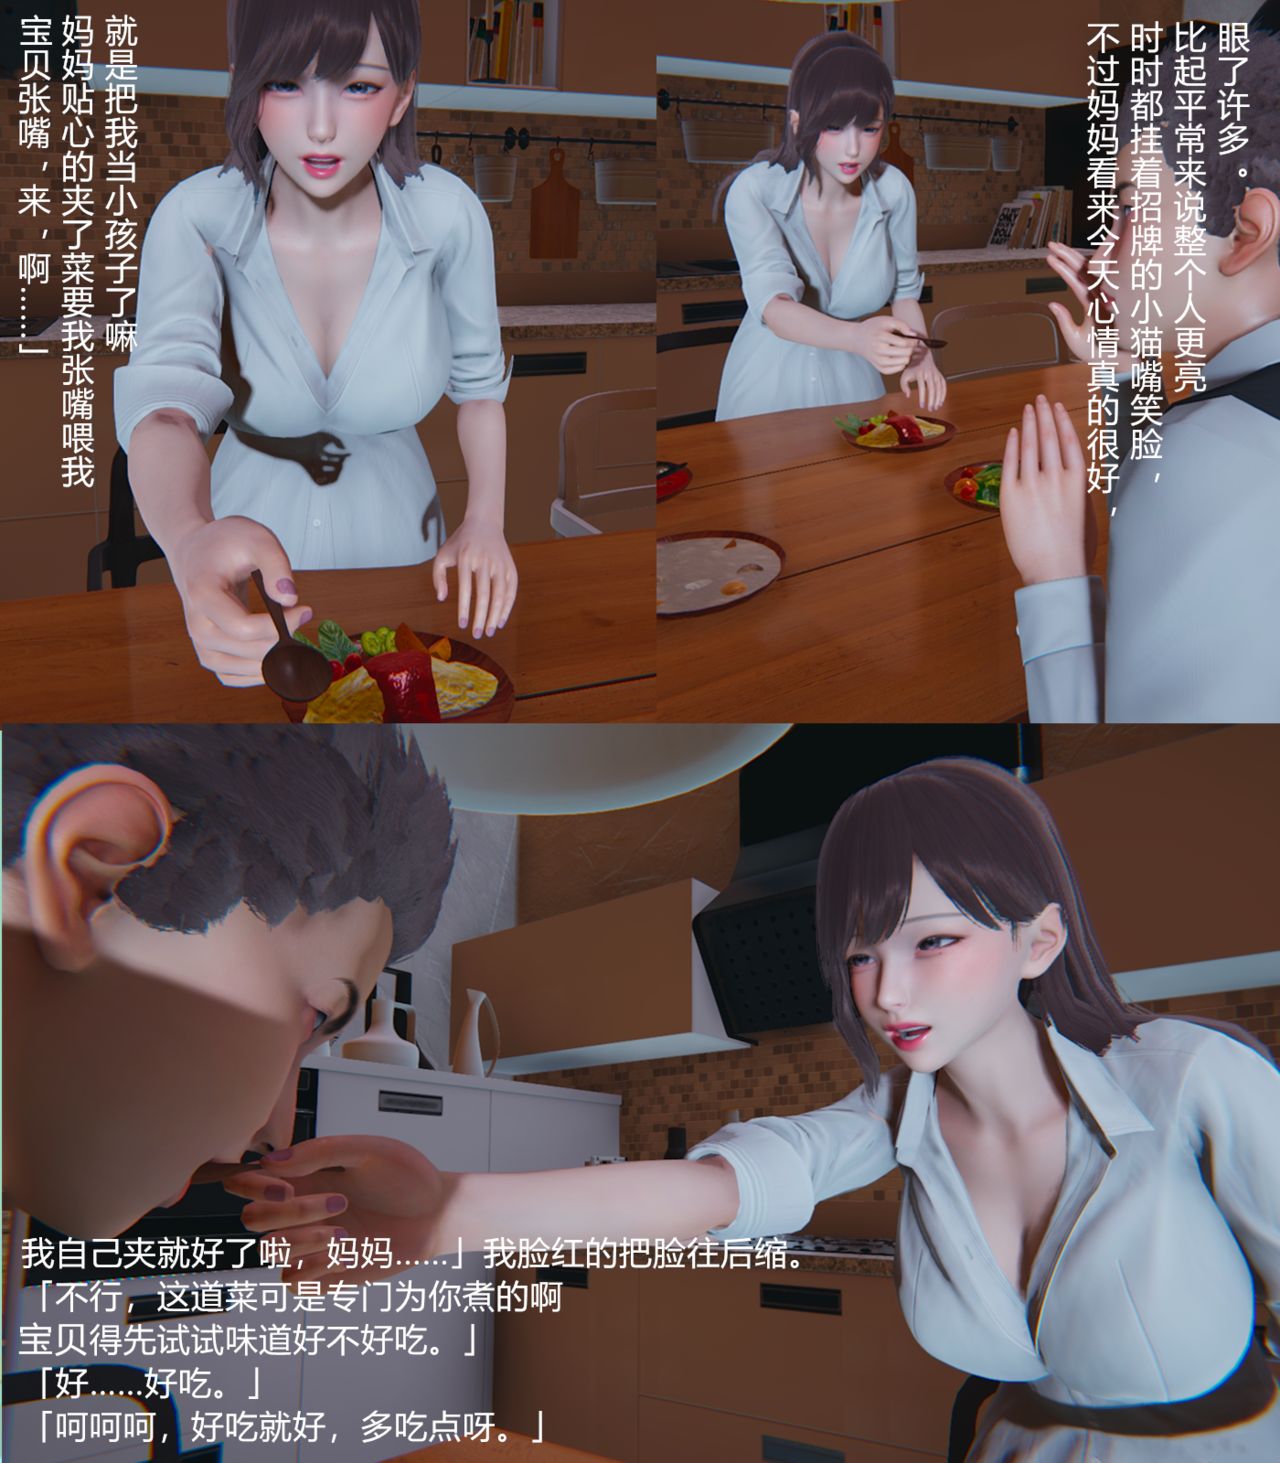 宝贝张嘴，来，啊……」
妈妈贴心的夹了菜要我张嘴喂我
就是把我当小孩子了嘛
不过妈妈看来今天心情真的很好，
时时都挂着招牌的小猫嘴笑脸，
比起平常来说整个人更亮
眼了许多。
我自己夹就好了啦，妈妈……」我脸红的把脸往后缩。
「不行，这道菜可是专门为你煮的啊
宝贝得先试试味道好不好吃。」
「好……好吃。」
「呵呵呵，好吃就好，多吃点呀。」